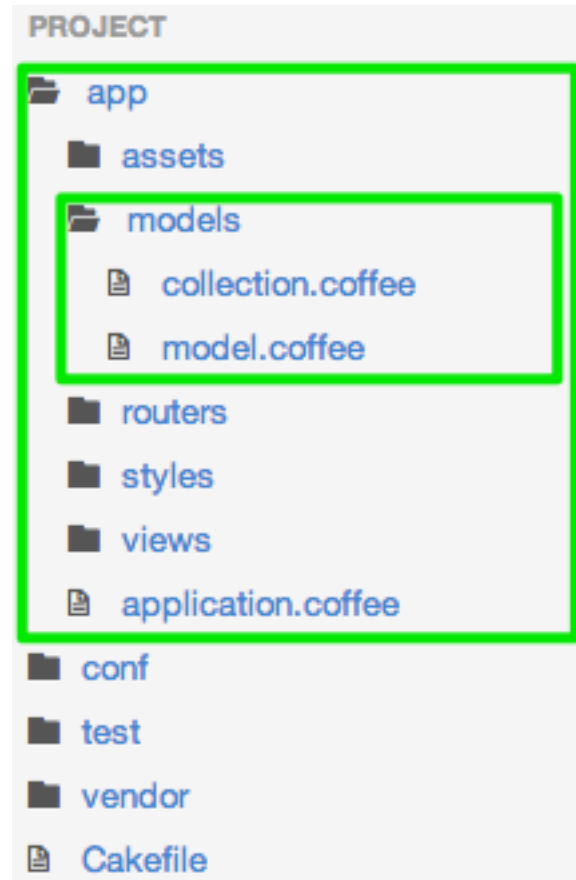 PROJECT
app
assets
models
collection.coffee
model.coffee
routers
styles
views
application.coffee
conf
test
vendor
Cakefile